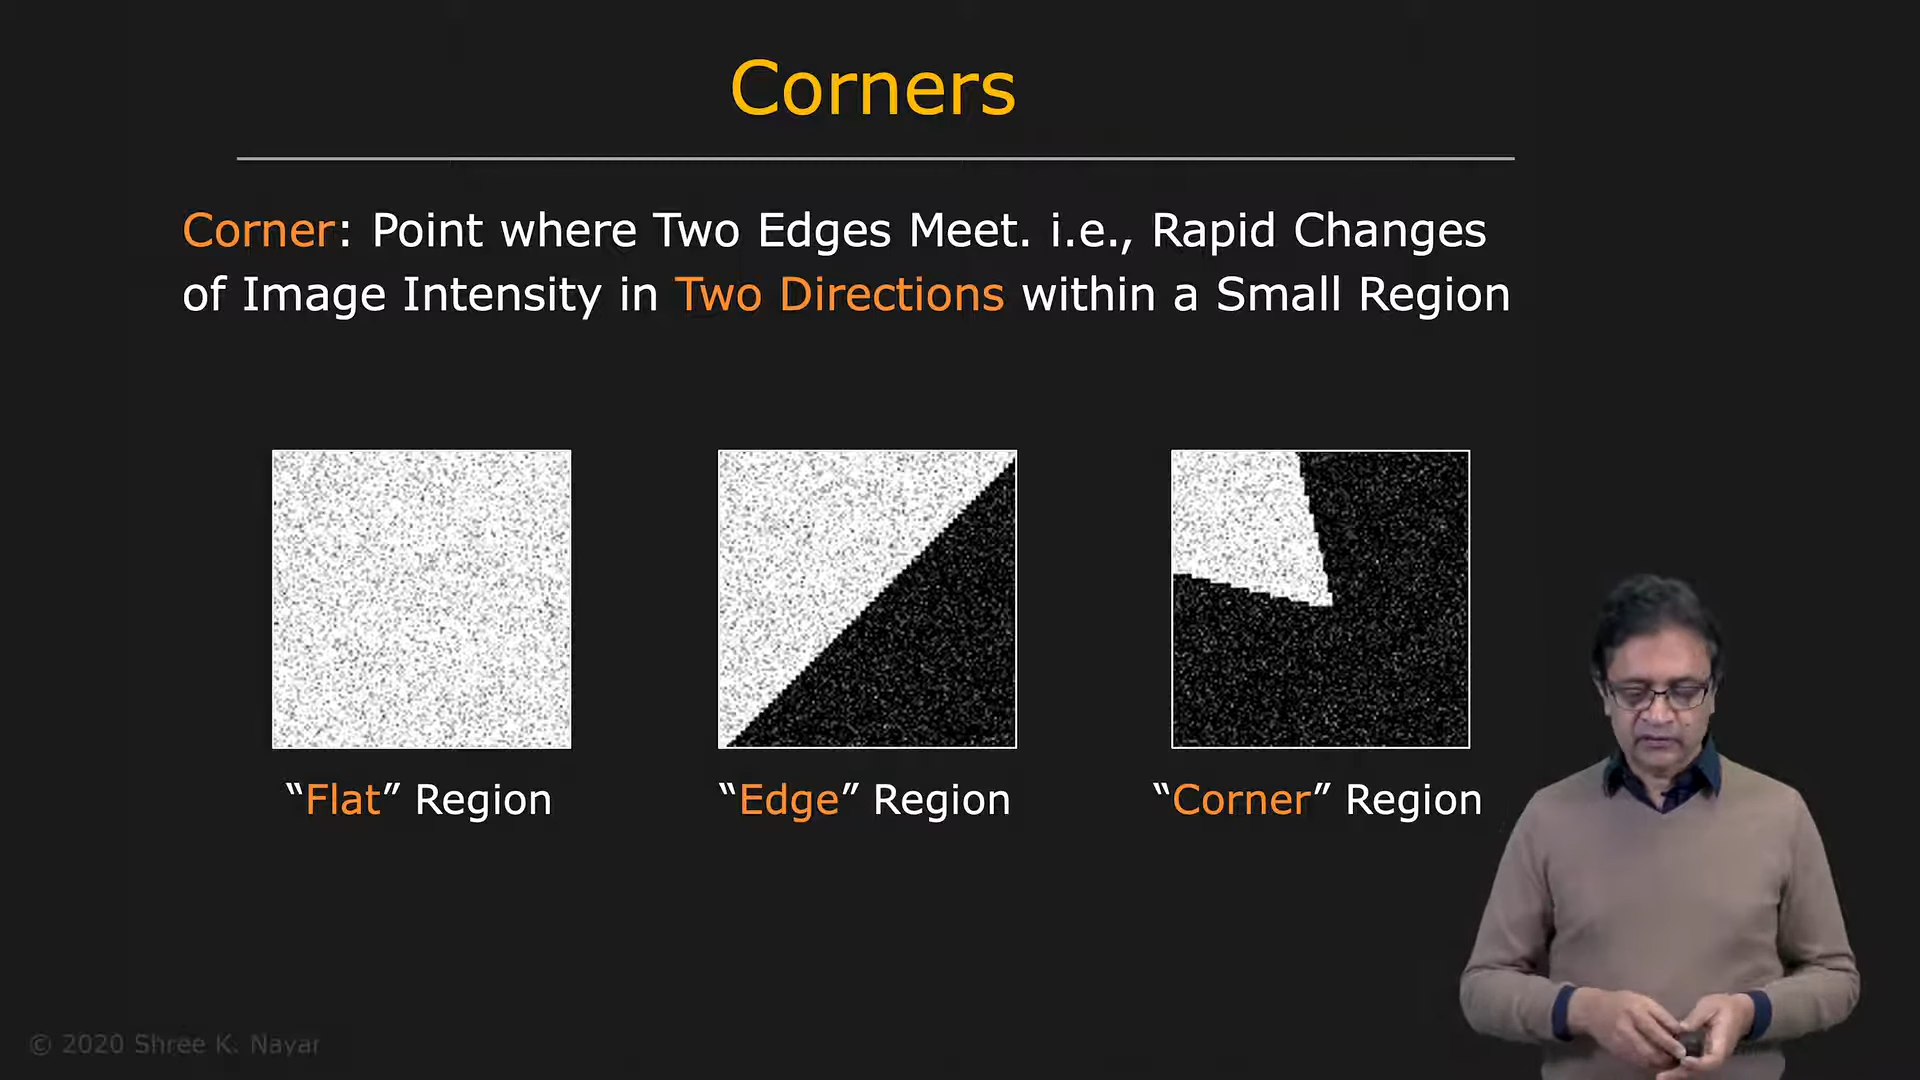 Corners
Corner: Point where Two Edges Meet. i.e., Rapid Changes
of Image Intensity in Two Directions within a Small Region
“Flat” Region
“Edge” Region
“Corner” Region
© 2020 Shree K. Nayar